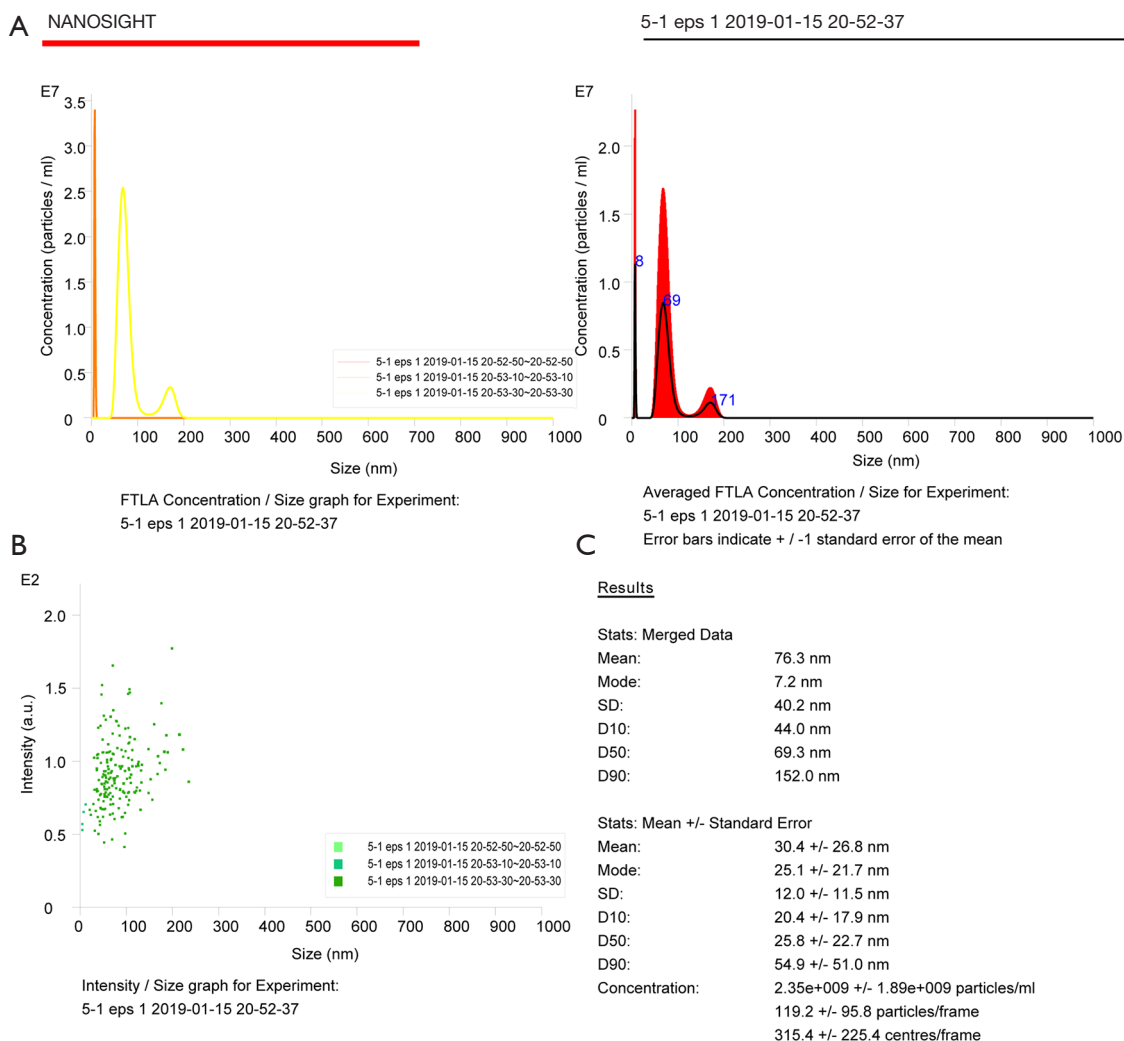 A
NANOSIGHT
5-1 eps 1 2019-01-15 20-52-37
E7
3.5
3.0
2.5
2.0
1.5
1.0
0.5
0
Concentration (particles / ml)
5-1 eps 1 2019-01-15 20-52-50~20-52-50
5-1 eps 1 2019-01-15 20-53-10~20-53-10
5-1 eps 1 2019-01-15 20-53-30~20-53-30
0 100 200 300 400 500 600 700 800 900 1000
Size (nm)
FTLA Concentration / Size graph for Experiment:
5-1 eps 1 2019-01-15 20-52-37
E7
2.0
1.5
1.0
0.5
0
Concentration (particles / ml)
8
69
171
0 100 200 300 400 500 600 700 800 900 1000
Size (nm)
Averaged FTLA Concentration / Size for Experiment:
5-1 eps 1 2019-01-15 20-52-37
Error bars indicate + / -1 standard error of the mean
B
E2
2.0
1.5
1.0
0.5
0
Intensity (a.u.)
5-1 eps 1 2019-01-15 20-52-50~20-52-50
5-1 eps 1 2019-01-15 20-53-10~20-53-10
5-1 eps 1 2019-01-15 20-53-30~20-53-30
0 100 200 300 400 500 600 700 800 900 1000
Size (nm)
Intensity / Size graph for Experiment:
5-1 eps 1 2019-01-15 20-52-37
C
Results
Stats: Merged Data
Mean: 76.3 nm
Mode: 7.2 nm
SD: 40.2 nm
D10: 44.0 nm
D50: 69.3 nm
D90: 152.0 nm
Stats: Mean +/- Standard Error
Mean: 30.4 +/- 26.8 nm
Mode: 25.1 +/- 21.7 nm
SD: 12.0 +/- 11.5 nm
D10: 20.4 +/- 17.9 nm
D50: 25.8 +/- 22.7 nm
D90: 54.9 +/- 51.0 nm
Concentration: 2.35e+009 +/- 1.89e+009 particles/ml
119.2 +/- 95.8 particles/frame
315.4 +/- 225.4 centres/frame